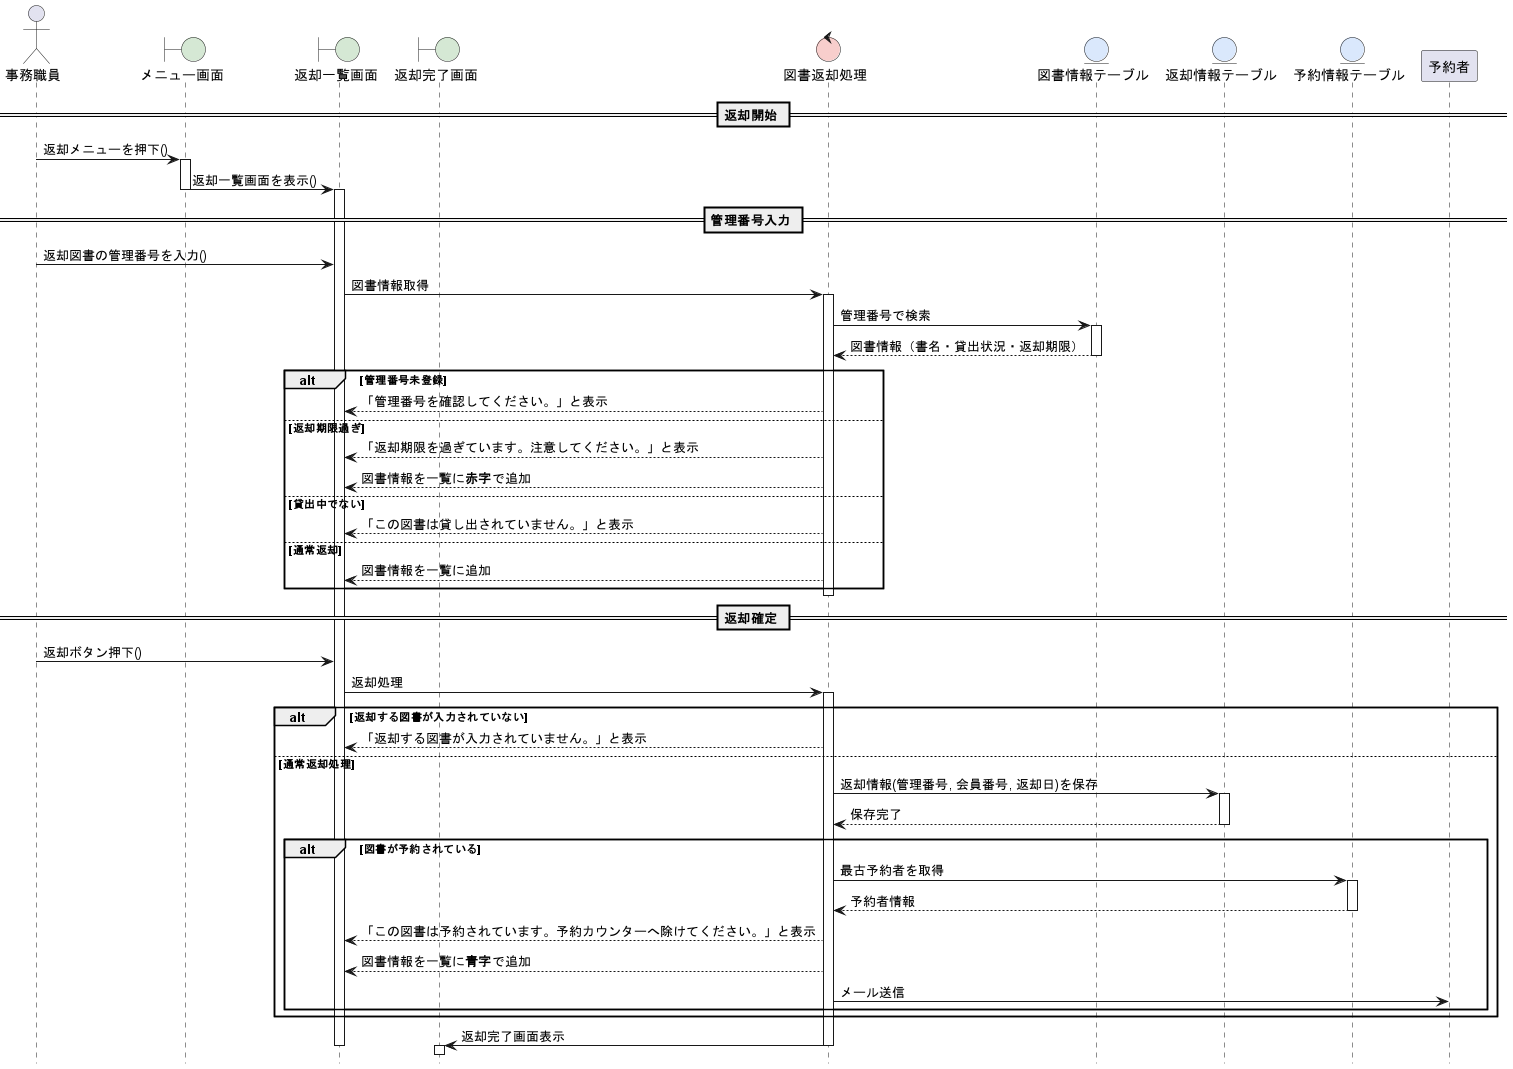 事務職員
メニュー画面
返却一覧画面
返却完了画面
図書返却処理
図書情報テーブル
返却情報テーブル
予約情報テーブル
予約者
返却開始
返却メニューを押下()
返却一覧画面を表示()
管理番号入力
返却図書の管理番号を入力()
図書情報取得
管理番号で検索
図書情報（書名・貸出状況・返却期限）
alt [管理番号未登録]
「管理番号を確認してください。」と表示
[返却期限過ぎ]
「返却期限を過ぎています。注意してください。」と表示
図書情報を一覧に赤字で追加
[貸出中でない]
「この図書は貸し出されていません。」と表示
[通常返却]
図書情報を一覧に追加
返却確定
返却ボタン押下()
返却処理
alt [返却する図書が入力されていない]
「返却する図書が入力されていません。」と表示
[通常返却処理]
返却情報(管理番号, 会員番号, 返却日)を保存
保存完了
alt [図書が予約されている]
最古予約者を取得
予約者情報
「この図書は予約されています。予約カウンターへ除けてください。」と表示
図書情報を一覧に青字で追加
メール送信
返却完了画面表示